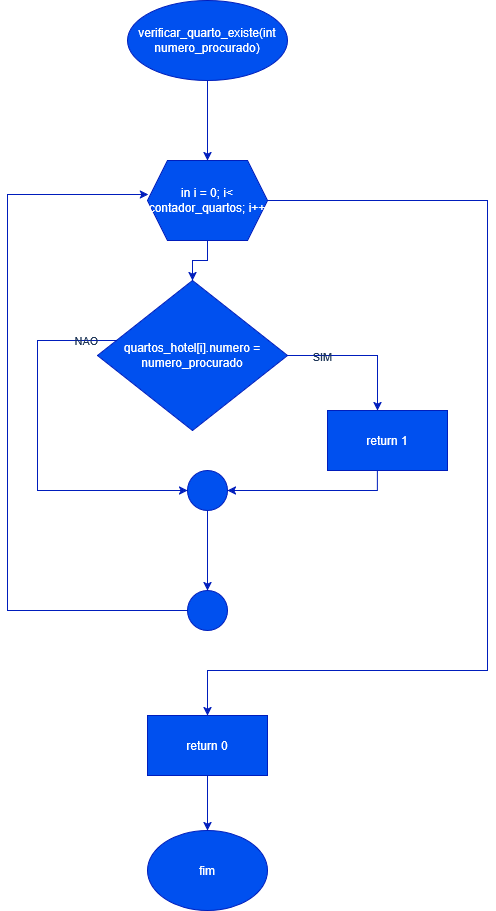 verificar_quarto_existe(int
numero_procurado)
in i = 0; i<
contador_quartos; i++
quartos_hotel[i].numero =
numero_procurado
NAO
SIM
return 1
return 0
fim